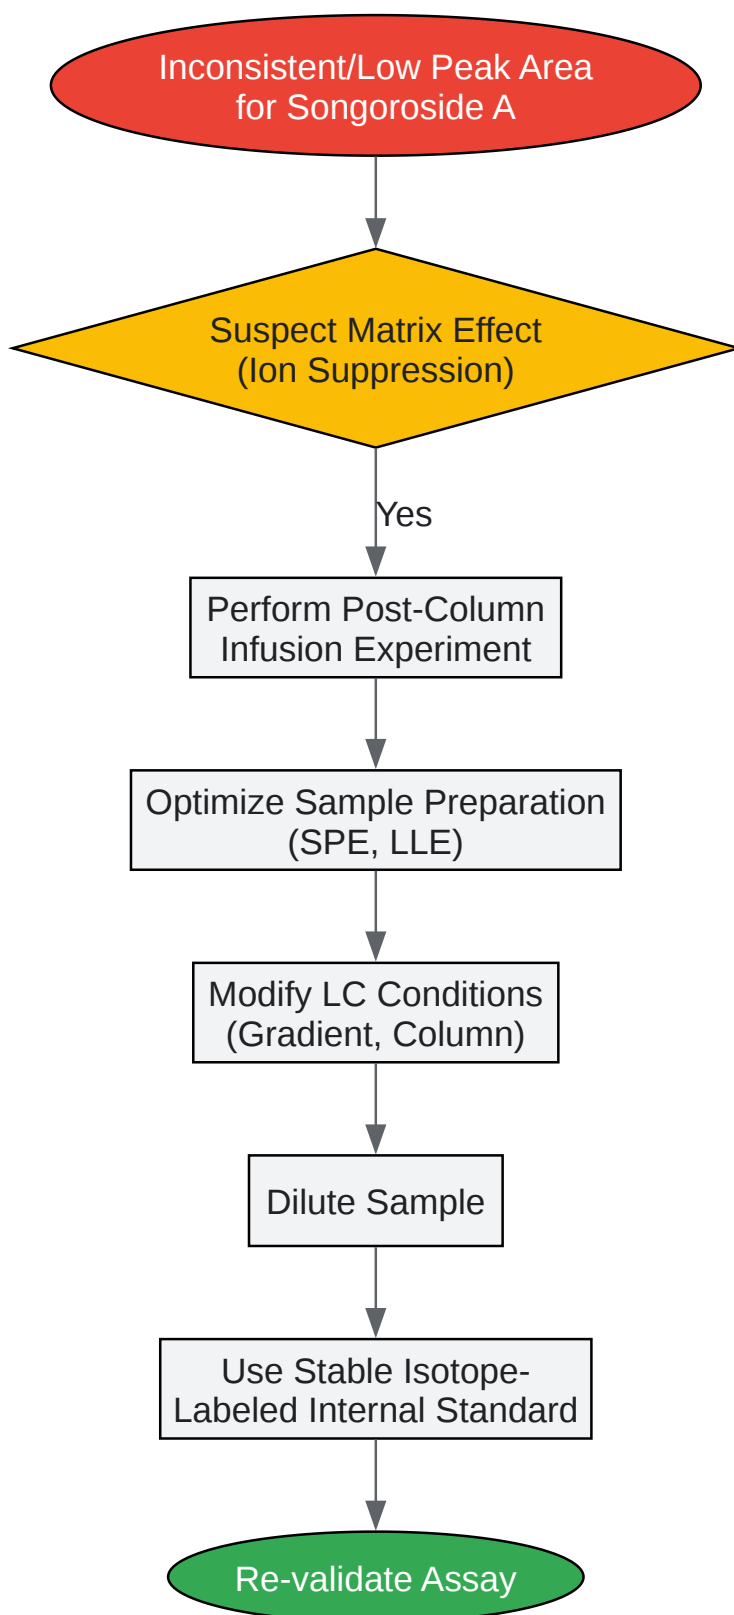 Inconsistent/Low Peak Area
for Songoroside A
Suspect Matrix Effect
(Ion Suppression)
Yes
Perform Post-Column
Infusion Experiment
Optimize Sample Preparation
(SPE, LLE)
Modify LC Conditions
(Gradient, Column)
Dilute Sample
Use Stable Isotope-
Labeled Internal Standard
Re-validate Assay